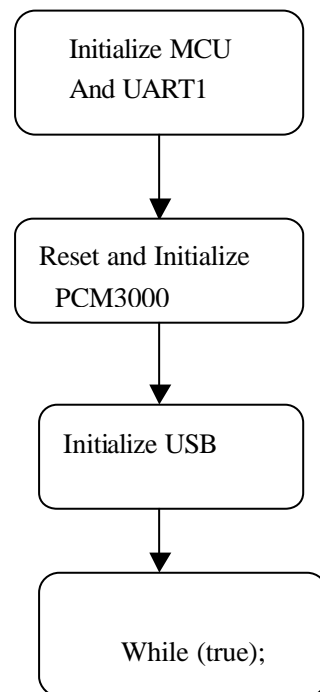 Initialize MCU
And UART1
Reset and Initialize
PCM3000
Initialize USB
While (true);